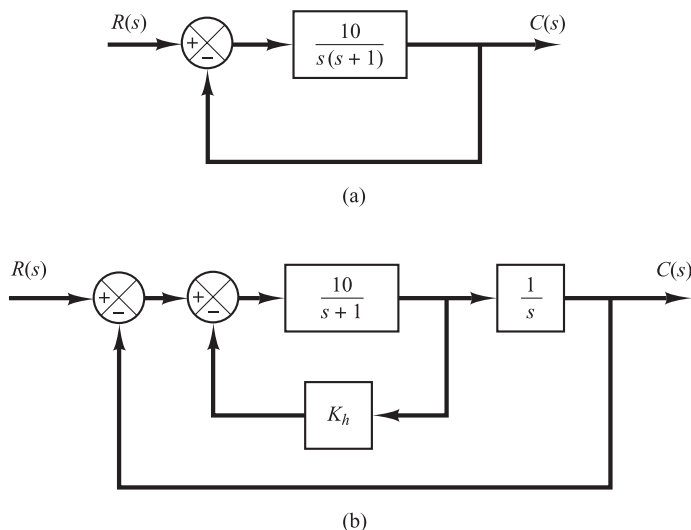 R(s) + − 10 / s(s + 1) C(s)
(a)
R(s) + − + − 10 / s + 1 1 / s C(s)
K_h
(b)